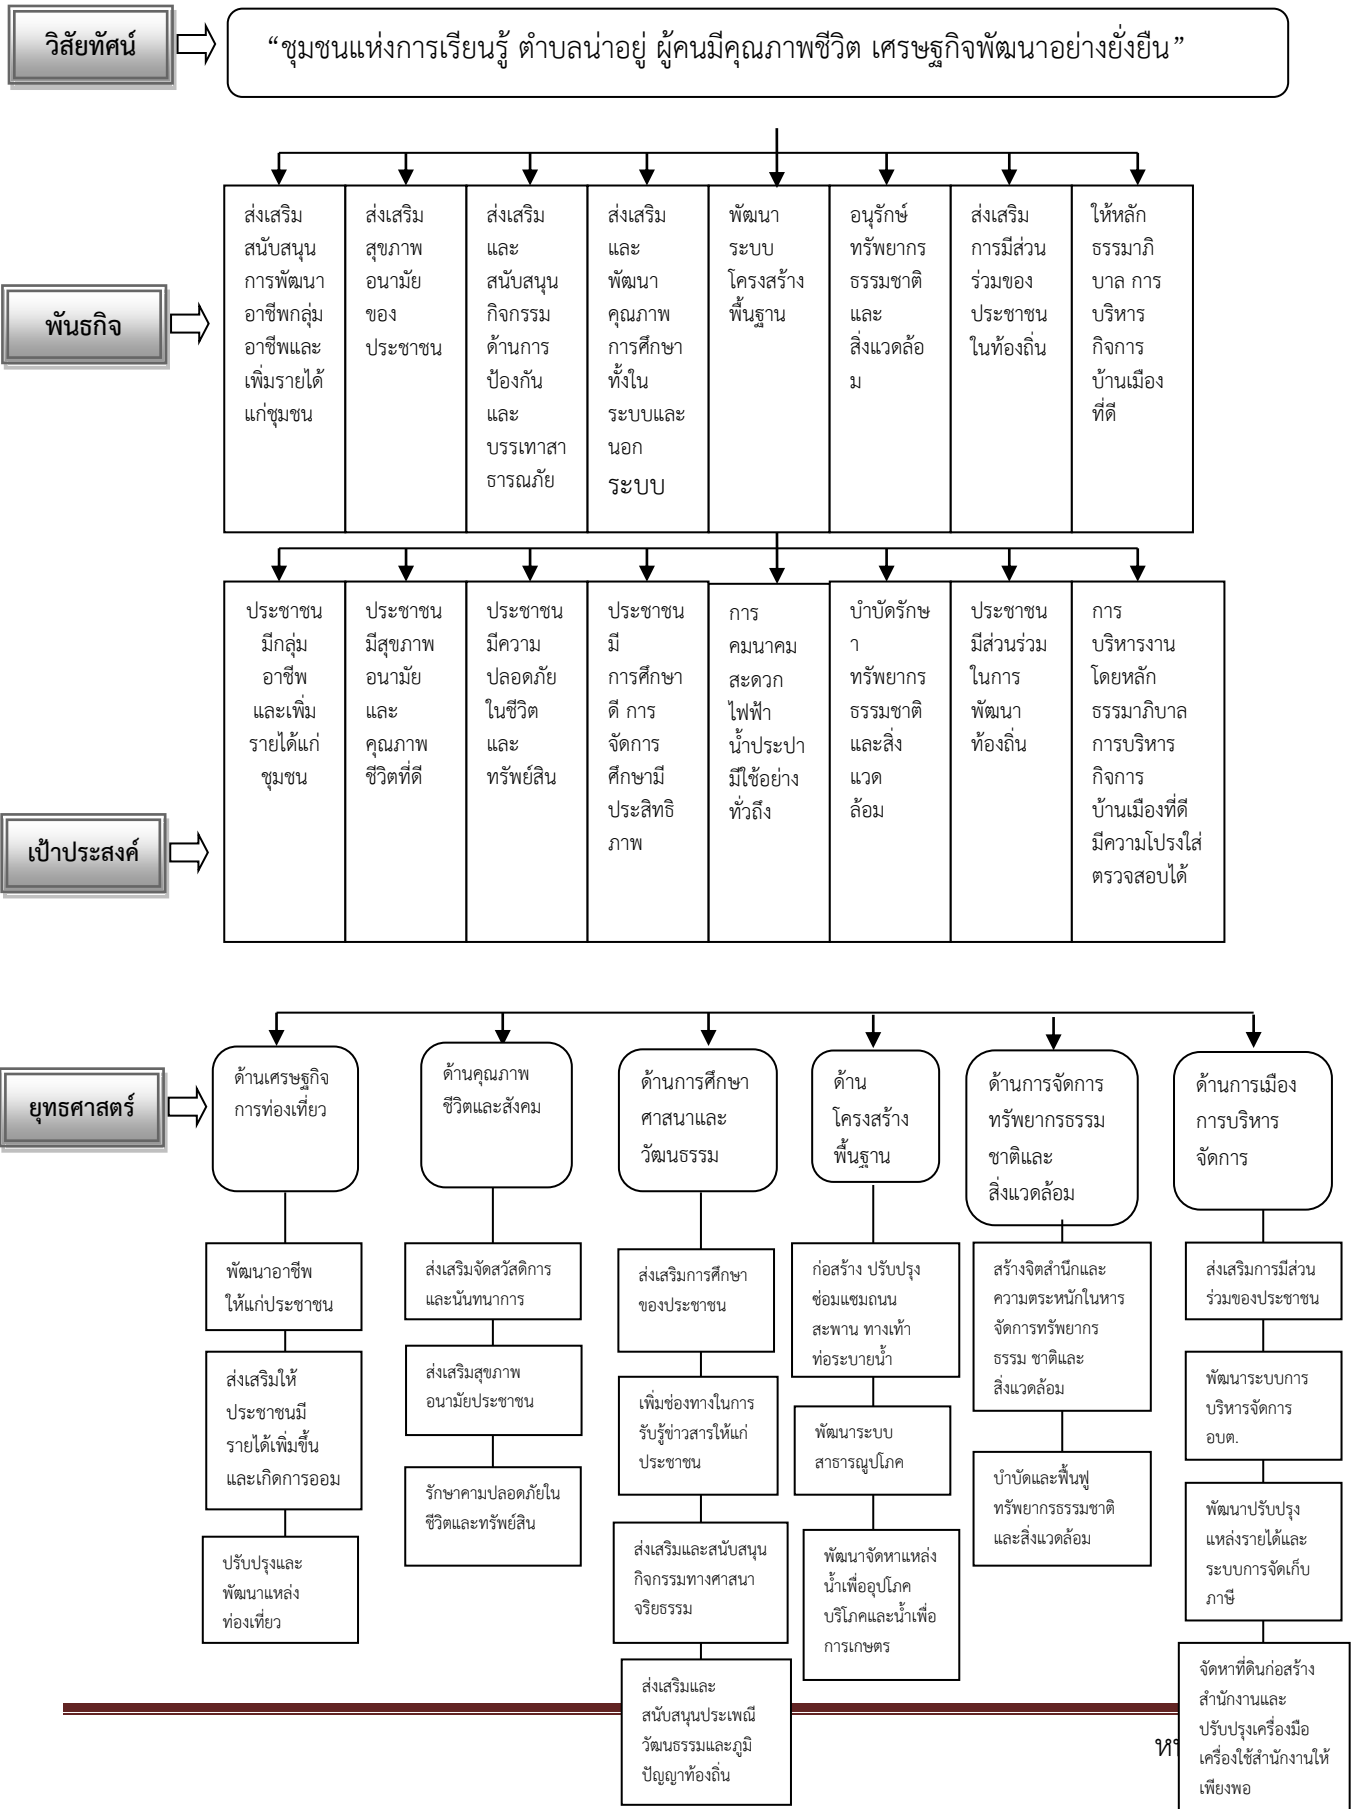 วิสัยทัศน์
“ชุมชนแห่งการเรียนรู้ ตำบลน่าอยู่ ผู้คนมีคุณภาพชีวิต เศรษฐกิจพัฒนาอย่างยั่งยืน”
พันธกิจ
ส่งเสริม
สนับสนุน
การพัฒนา
อาชีพกลุ่ม
อาชีพและ
เพิ่มรายได้
แก่ชุมชน
ส่งเสริม
สุขภาพ
อนามัย
ของ
ประชาชน
ส่งเสริม
และ
สนับสนุน
กิจกรรม
ด้านการ
ป้องกัน
และ
บรรเทาสา
ธารณภัย
ส่งเสริม
และ
พัฒนา
คุณภาพ
การศึกษา
ทั้งใน
ระบบและ
นอก
ระบบ
พัฒนา
ระบบ
โครงสร้าง
พื้นฐาน
อนุรักษ์
ทรัพยากร
ธรรมชาติ
และ
สิ่งแวดล้อ
ม
ส่งเสริม
การมีส่วน
ร่วมของ
ประชาชน
ในท้องถิ่น
ให้หลัก
ธรรมาภิ
บาล การ
บริหาร
กิจการ
บ้านเมือง
ที่ดี
เป้าประสงค์
ประชาชน
มีกลุ่ม
อาชีพ
และเพิ่ม
รายได้แก่
ชุมชน
ประชาชน
มีสุขภาพ
อนามัย
และ
คุณภาพ
ชีวิตที่ดี
ประชาชน
มีความ
ปลอดภัย
ในชีวิต
และ
ทรัพย์สิน
ประชาชน
มี
การศึกษา
ดี การ
จัดการ
ศึกษามี
ประสิทธิ
ภาพ
การ
คมนาคม
สะดวก
ไฟฟ้า
น้ำประปา
มีใช้อย่าง
ทั่วถึง
บำบัดรักษ
า
ทรัพยากร
ธรรมชาติ
และสิ่ง
แวด
ล้อม
ประชาชน
มีส่วนร่วม
ในการ
พัฒนา
ท้องถิ่น
การ
บริหารงาน
โดยหลัก
ธรรมาภิบาล
การบริหาร
กิจการ
บ้านเมืองที่ดี
มีความโปรงใส่
ตรวจสอบได้
ยุทธศาสตร์
ด้านเศรษฐกิจ
การท่องเที่ยว
ด้านคุณภาพ
ชีวิตและสังคม
ด้านการศึกษา
ศาสนาและ
วัฒนธรรม
ด้าน
โครงสร้าง
พื้นฐาน
ด้านการจัดการ
ทรัพยากรธรรม
ชาติและ
สิ่งแวดล้อม
ด้านการเมือง
การบริหาร
จัดการ
พัฒนาอาชีพ
ให้แก่ประชาชน
ส่งเสริมให้
ประชาชนมี
รายได้เพิ่มขึ้น
และเกิดการออม
ปรับปรุงและ
พัฒนาแหล่ง
ท่องเที่ยว
ส่งเสริมจัดสวัสดิการ
และนันทนาการ
ส่งเสริมสุขภาพ
อนามัยประชาชน
รักษาคามปลอดภัยใน
ชีวิตและทรัพย์สิน
ส่งเสริมการศึกษา
ของประชาชน
เพิ่มช่องทางในการ
รับรู้ข่าวสารให้แก่
ประชาชน
ส่งเสริมและสนับสนุน
กิจกรรมทางศาสนา
จริยธรรม
ส่งเสริมและ
สนับสนุนประเพณี
วัฒนธรรมและภูมิ
ปัญญาท้องถิ่น
ก่อสร้าง ปรับปรุง
ซ่อมแซมถนน
สะพาน ทางเท้า
ท่อระบายน้ำ
พัฒนาระบบ
สาธารณูปโภค
พัฒนาจัดหาแหล่ง
น้ำเพื่ออุปโภค
บริโภคและน้ำเพื่อ
การเกษตร
สร้างจิตสำนึกและ
ความตระหนักในหาร
จัดการทรัพยากร
ธรรม ชาติและ
สิ่งแวดล้อม
บำบัดและฟื้นฟู
ทรัพยากรธรรมชาติ
และสิ่งแวดล้อม
ส่งเสริมการมีส่วน
ร่วมของประชาชน
พัฒนาระบบการ
บริหารจัดการ
อบต.
พัฒนาปรับปรุง
แหล่งรายได้และ
ระบบการจัดเก็บ
ภาษี
จัดหาที่ดินก่อสร้าง
สำนักงานและ
ปรับปรุงเครื่องมือ
เครื่องใช้สำนักงานให้
เพียงพอ